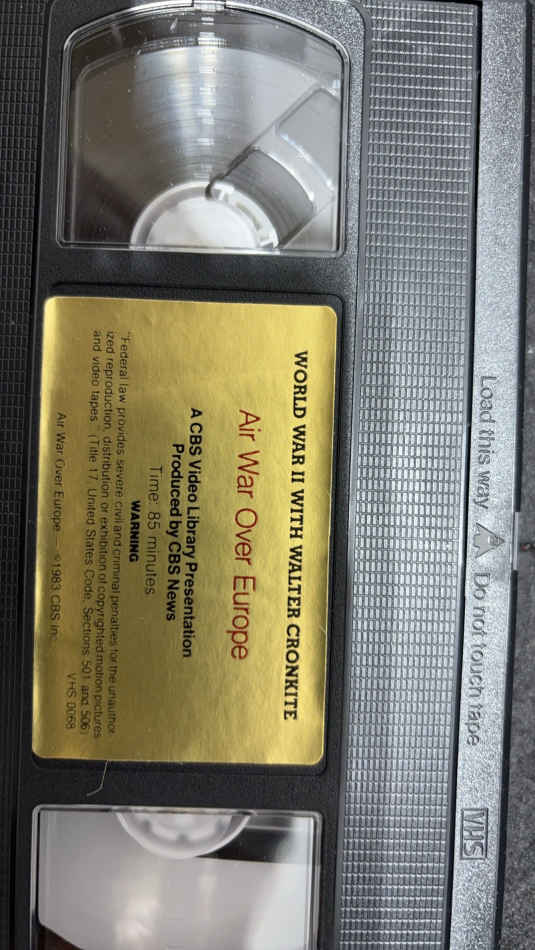 Load this way Do not touch tape
VHS
WORLD WAR II WITH WALTER CRONKITE
Air War Over Europe
A CBS Video Library Presentation
Produced by CBS News
Time: 85 minutes
WARNING
"Federal law provides severe civil and criminal penalties for the unauthor-
ized reproduction, distribution or exhibition of copyrighted motion pictures
and video tapes." (Title 17, United States Code, Sections 501 and 506)
Air War Over Europe ©1983 CBS Inc.
VHS 0068